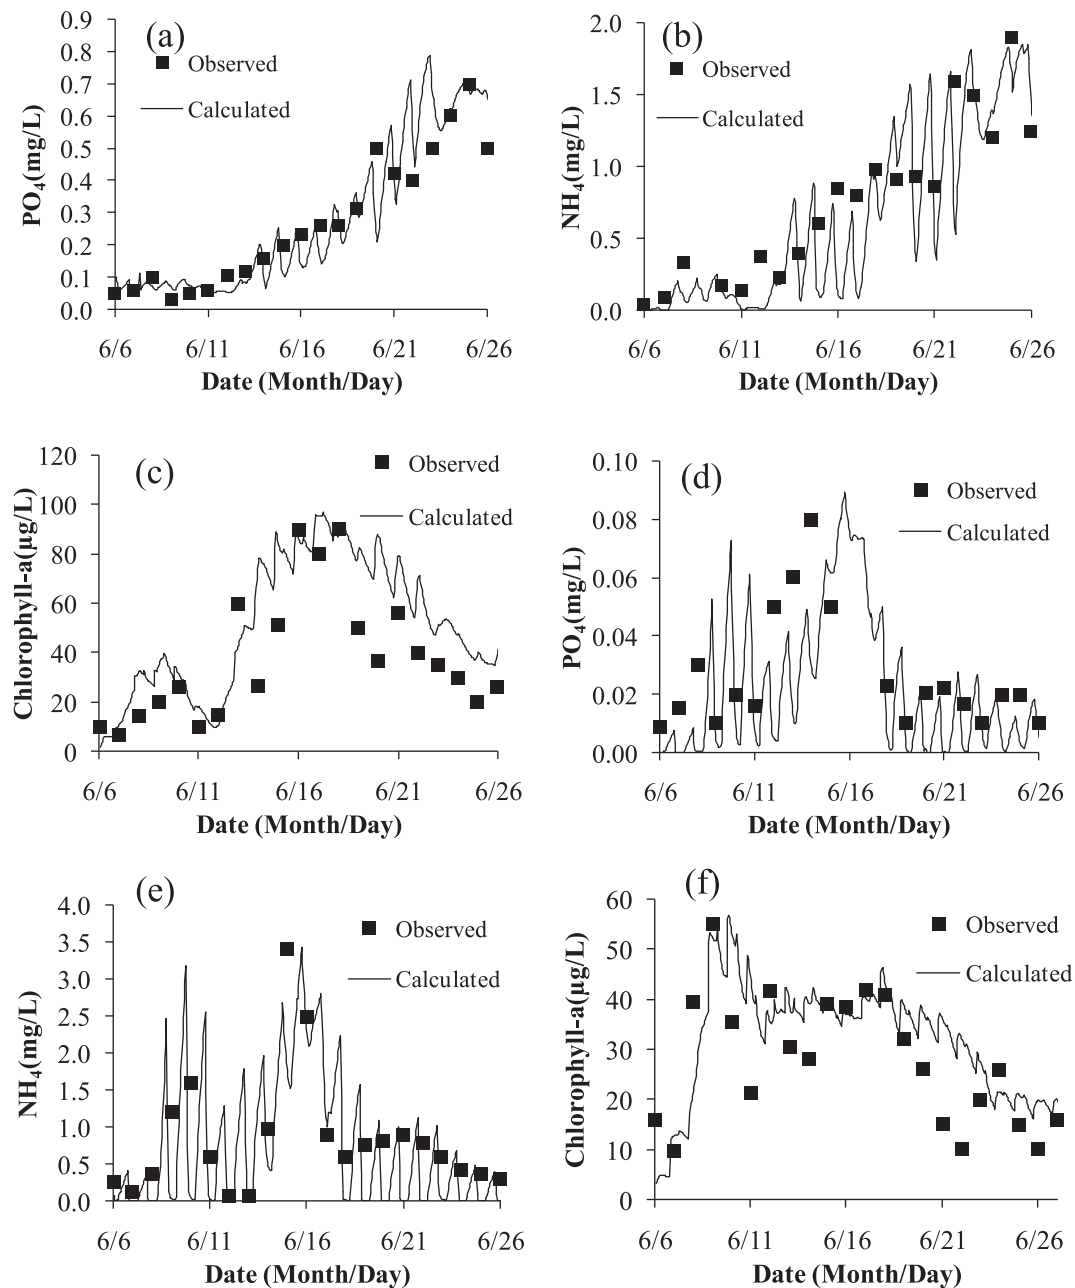 (a)
0.9
0.8
0.7
0.6
0.5
0.4
0.3
0.2
0.1
0.0
PO4(mg/L)
Observed
Calculated
6/6 6/11 6/16 6/21 6/26
Date (Month/Day)
(b)
2.0
1.5
1.0
0.5
0.0
NH4(mg/L)
Observed
Calculated
6/6 6/11 6/16 6/21 6/26
Date (Month/Day)
(c)
120
100
80
60
40
20
0
Chlorophyll-a(µg/L)
Observed
Calculated
6/6 6/11 6/16 6/21 6/26
Date (Month/Day)
(d)
0.10
0.08
0.06
0.04
0.02
0.00
PO4(mg/L)
Observed
Calculated
6/6 6/11 6/16 6/21 6/26
Date (Month/Day)
(e)
4.0
3.5
3.0
2.5
2.0
1.5
1.0
0.5
0.0
NH4(mg/L)
Observed
Calculated
6/6 6/11 6/16 6/21 6/26
Date (Month/Day)
(f)
60
50
40
30
20
10
0
Chlorophyll-a(µg/L)
Observed
Calculated
6/6 6/11 6/16 6/21 6/26
Date (Month/Day)